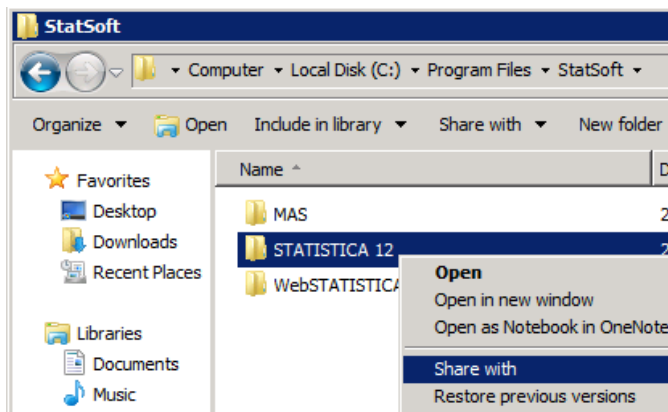 StatSoft
Computer Local Disk (C:) Program Files StatSoft
Organize Open Include in library Share with New folder
Favorites
Desktop
Downloads
Recent Places
Libraries
Documents
Music
Name
MAS
STATISTICA 12
WebSTATISTICA
Open
Open in new window
Open as Notebook in OneNote
Share with
Restore previous versions